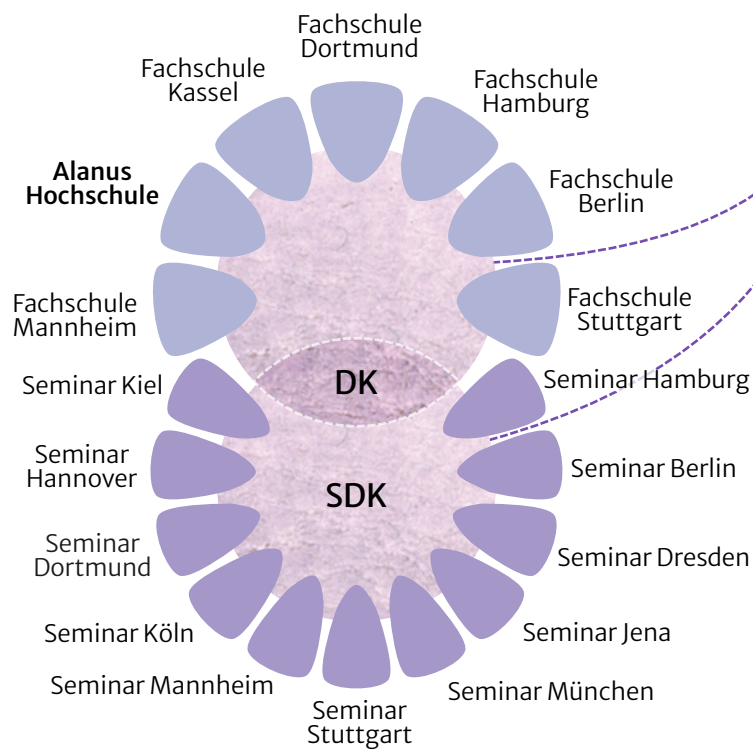 Fachschule
Dortmund
Fachschule
Kassel
Fachschule
Hamburg
Alanus
Hochschule
Fachschule
Berlin
Fachschule
Mannheim
Fachschule
Stuttgart
DK
Seminar Kiel
Seminar Hamburg
Seminar
Hannover
Seminar Berlin
SDK
Seminar
Dortmund
Seminar Dresden
Seminar Köln
Seminar Jena
Seminar Mannheim
Seminar München
Seminar
Stuttgart